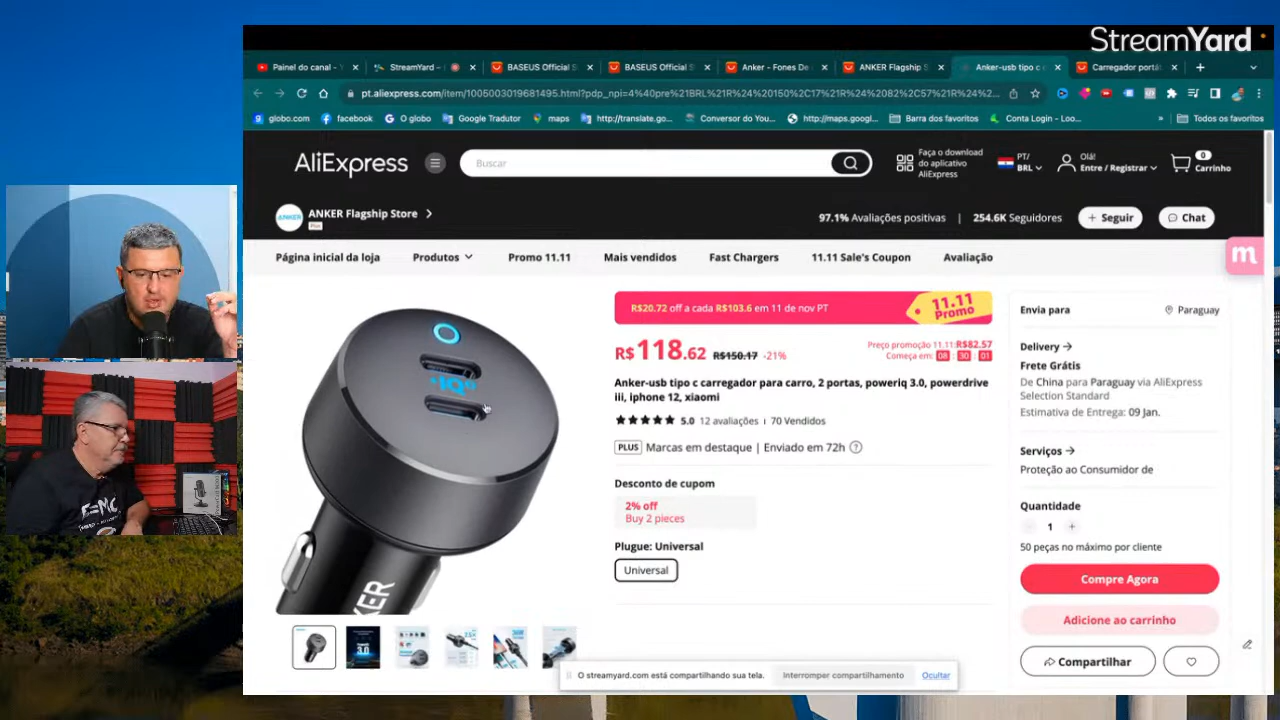 StreamYard
Painel do canal - Y
StreamYard –
BASEUS Official S
BASEUS Official S
Anker - Fones De
ANKER Flagship S
Anker-usb tipo c c
Carregador portá
pt.aliexpress.com/item/1005003019681495.html?pdp_npi=4%40pre%21BRL%21R%24%20150%2C17%21R%24%2082%2C57%21R%24%2...
globo.com
facebook
O globo
Google Tradutor
maps
http://translate.go...
Conversor do You...
http://maps.googl...
Barra dos favoritos
Conta Login - Loo...
»
Todos os favoritos
AliExpress
Buscar
Faça o download
do aplicativo
AliExpress
PT/
BRL
Olá!
Entre / Registrar
0
Carrinho
ANKER
ANKER Flagship Store >
Plus
97.1% Avaliações positivas | 254.6K Seguidores
+ Seguir
Chat
Página inicial da loja
Produtos
Promo 11.11
Mais vendidos
Fast Chargers
11.11 Sale's Coupon
Avaliação
m
R$20.72 off a cada R$103.6 em 11 de nov PT
11.11
Promo
R$118.62 R$150.17 -21%
Preço promoção 11.11:R$82.57
Começa em: 08 : 30 : 01
Anker-usb tipo c carregador para carro, 2 portas, poweriq 3.0, powerdrive
iii, iphone 12, xiaomi
5.0 12 avaliações | 70 Vendidos
PLUS Marcas em destaque | Enviado em 72h
Desconto de cupom
2% off
Buy 2 pieces
Plugue: Universal
Universal
Envia para
Paraguay
Delivery →
Frete Grátis
De China para Paraguay via AliExpress
Selection Standard
Estimativa de Entrega: 09 Jan.
Serviços →
Proteção ao Consumidor de
Quantidade
1 +
50 peças no máximo por cliente
Compre Agora
Adicione ao carrinho
Compartilhar
3.0
O streamyard.com está compartilhando sua tela.
Interromper compartilhamento
Ocultar
E=MC